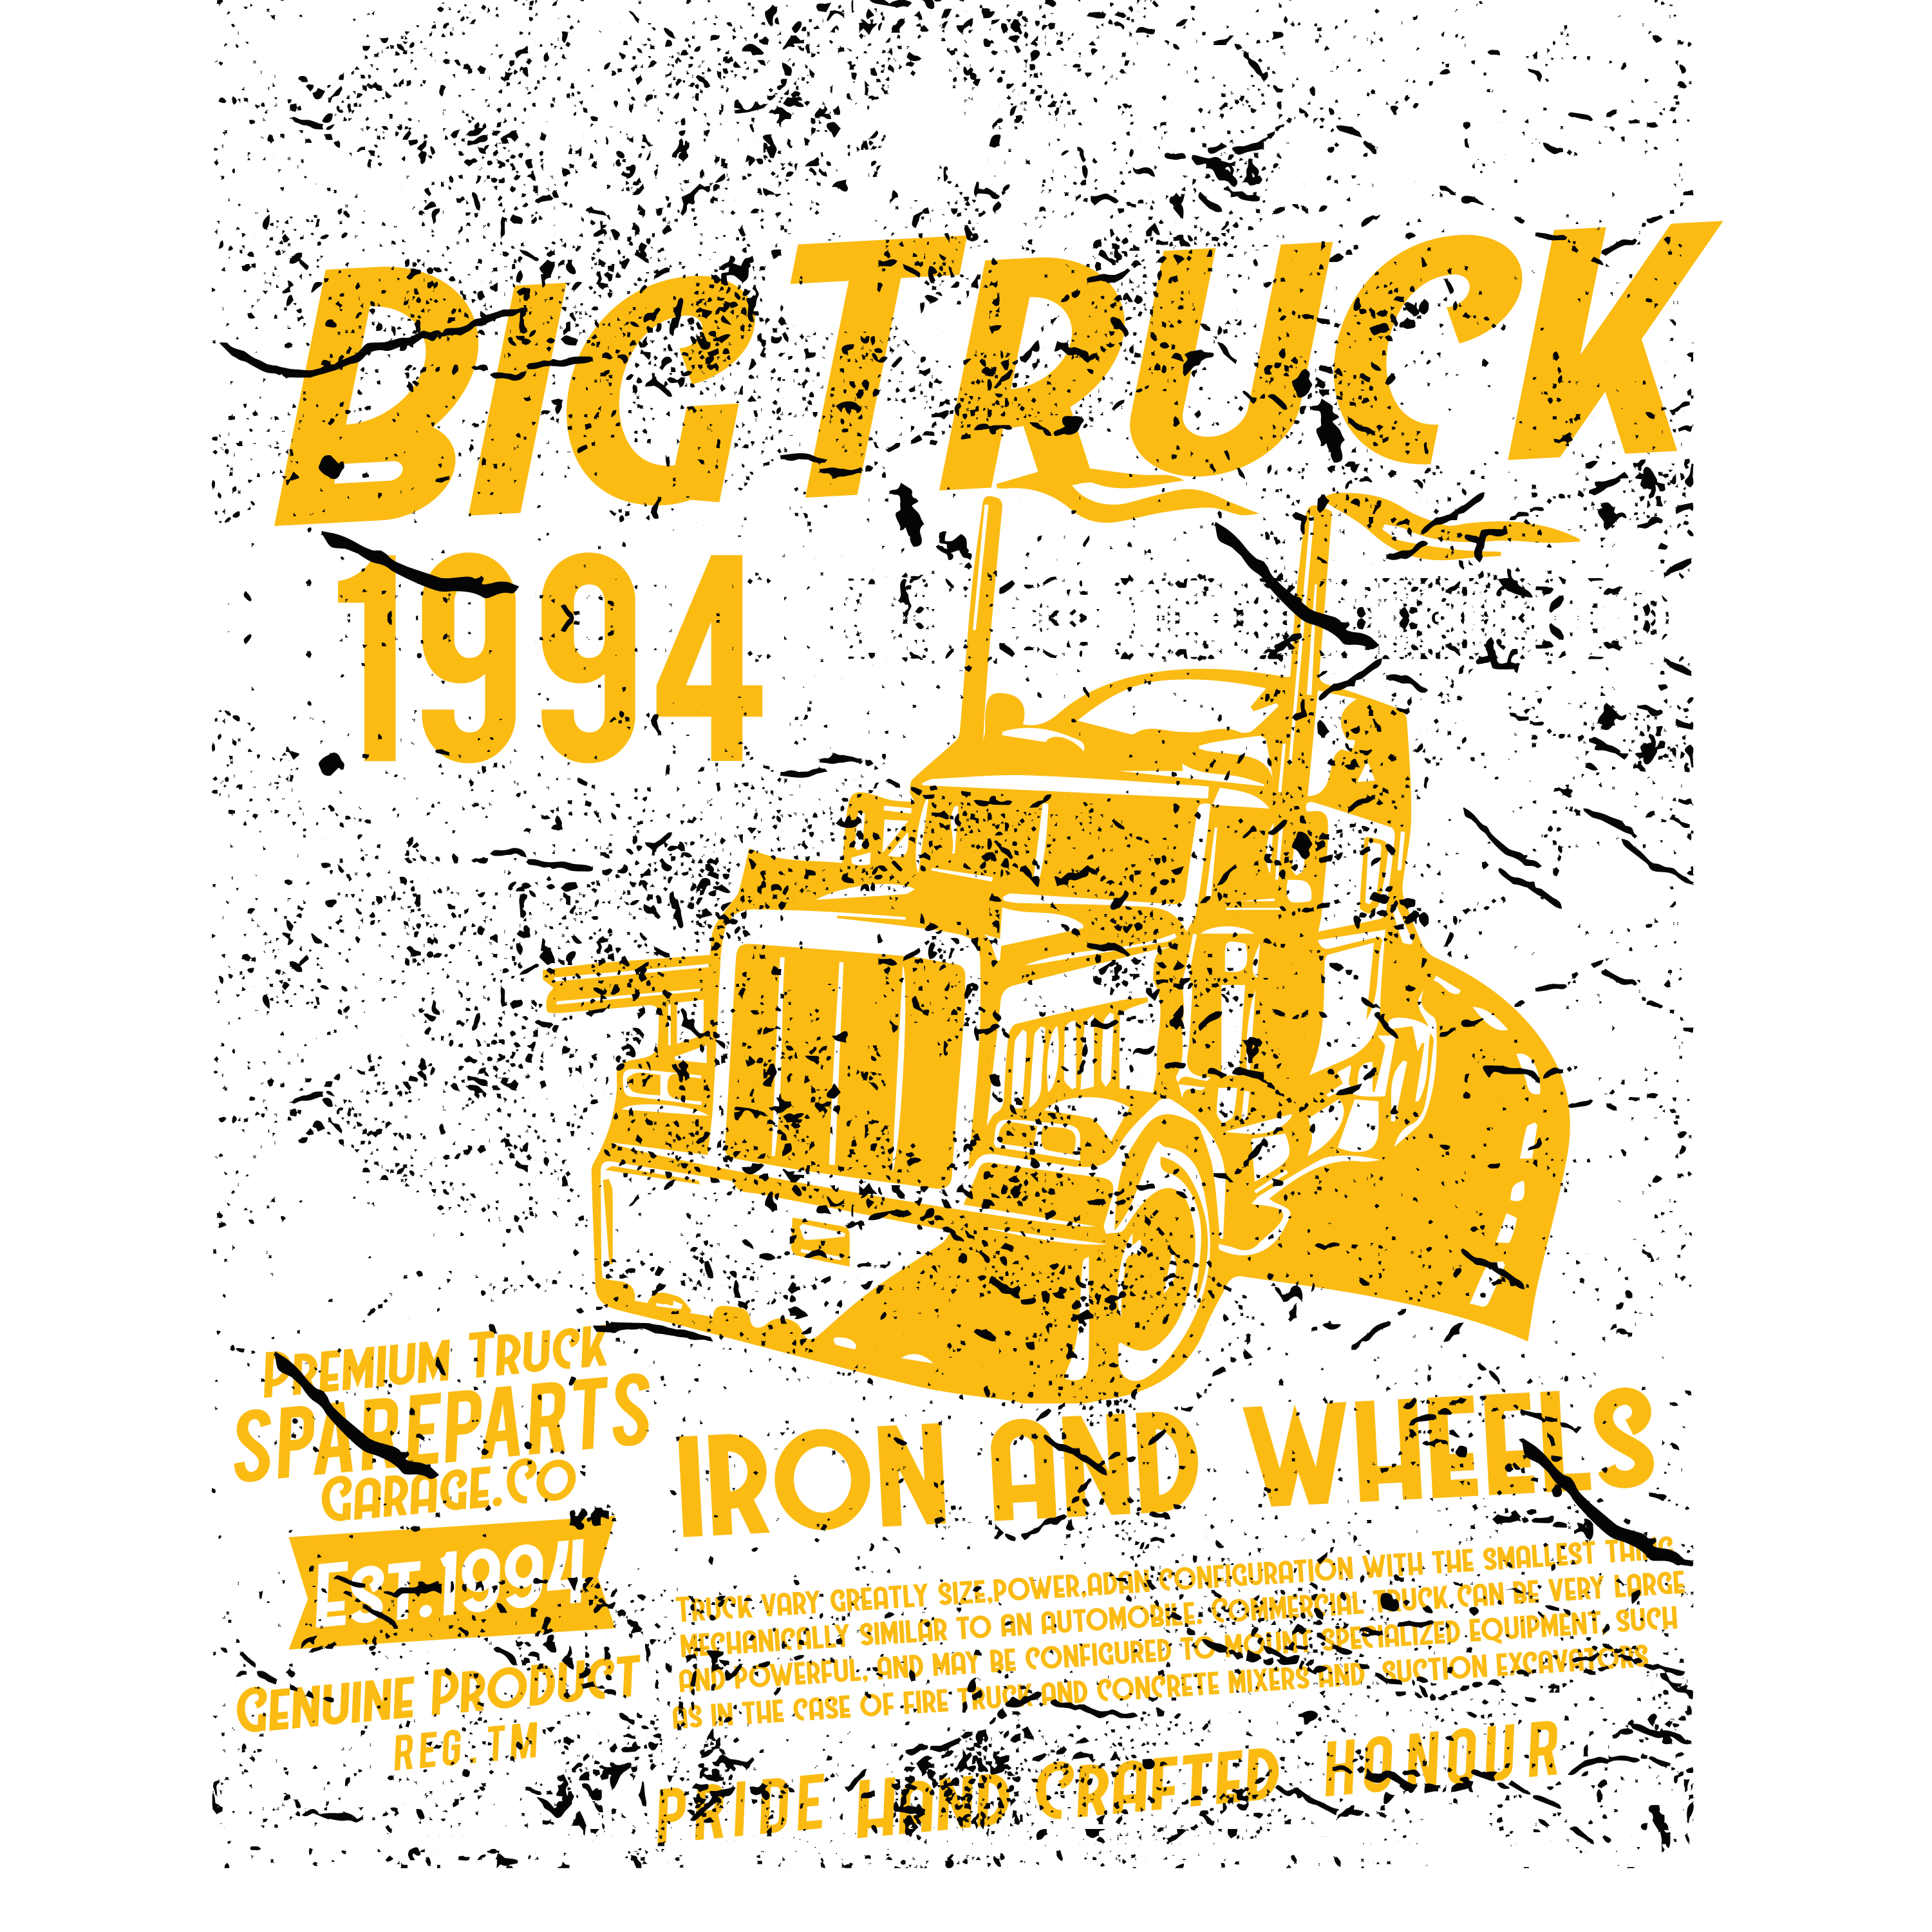 BIG TRUCK
1994
PREMIUM TRUCK
SPAREPARTS
GARAGE.CO
EST.1994
GENUINE PRODUCT
REG.TM
IRON AND WHEELS
TRUCK VARY GREATLY SIZE,POWER,ADAN CONFIGURATION WITH THE SMALLEST THING
MECHANICALLY SIMILAR TO AN AUTOMOBILE. COMMERCIAL TRUCK CAN BE VERY LARGE
AND POWERFUL, AND MAY BE CONFIGURED TO MOUNT SPECIALIZED EQUIPMENT, SUCH
AS IN THE CASE OF FIRE TRUCK AND CONCRETE MIXERS AND SUCTION EXCAVATORS
PRIDE HAND CRAFTED HONOUR